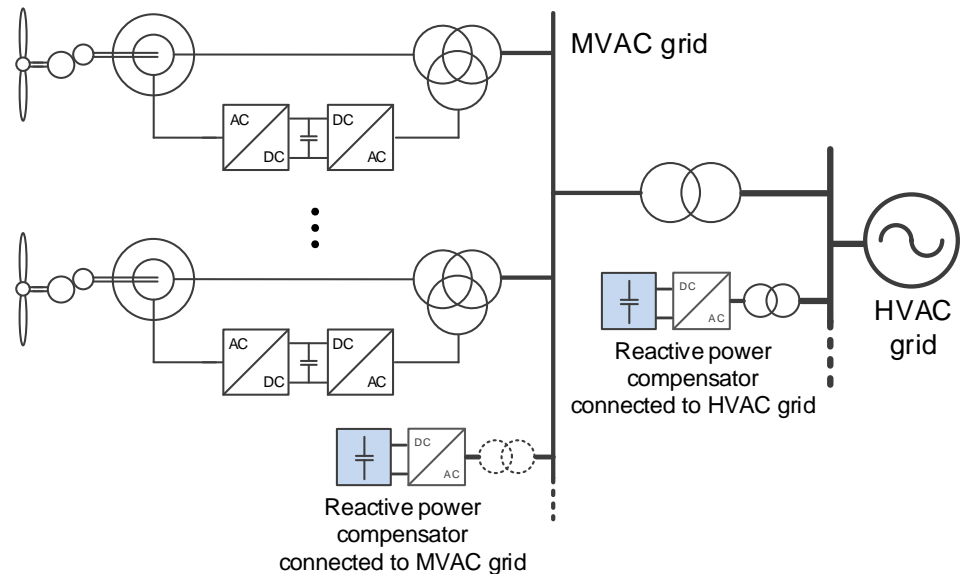 MVAC grid
AC
DC
DC
AC
AC
DC
DC
AC
DC
AC
HVAC
grid
Reactive power
compensator
connected to HVAC grid
DC
AC
Reactive power
compensator
connected to MVAC grid